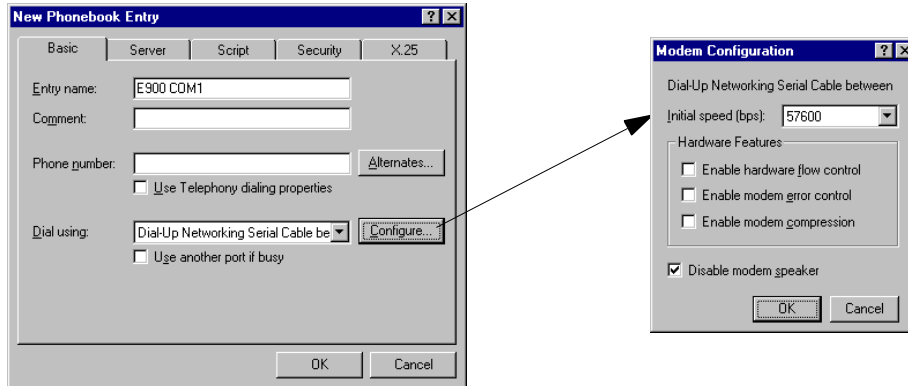 New Phonebook Entry
Basic Server Script Security X.25
Entry name: E900 COM1
Comment:
Phone number: Alternates...
Use Telephony dialing properties
Dial using: Dial-Up Networking Serial Cable be Configure...
Use another port if busy
OK Cancel
Modem Configuration
Dial-Up Networking Serial Cable between
Initial speed (bps): 57600
Hardware Features
Enable hardware flow control
Enable modem error control
Enable modem compression
Disable modem speaker
OK Cancel